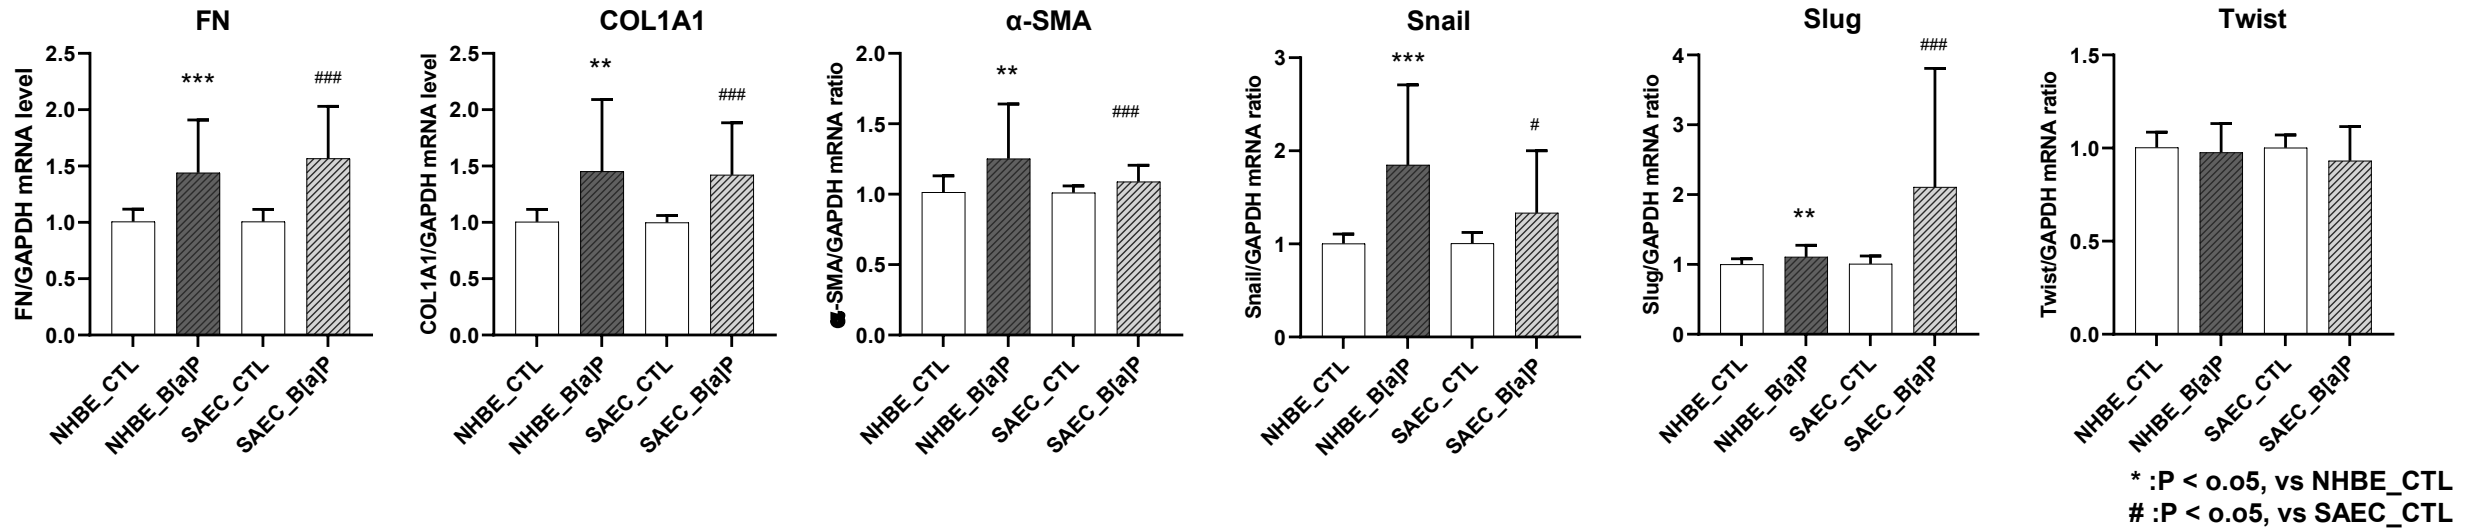 FN
FN/GAPDH mRNA level
2.5
2.0
1.5
1.0
0.5
0.0
***
###
NHBE_CTL
NHBE_B[a]P
SAEC_CTL
SAEC_B[a]P
COL1A1
COL1A1/GAPDH mRNA level
2.5
2.0
1.5
1.0
0.5
0.0
**
###
NHBE_CTL
NHBE_B[a]P
SAEC_CTL
SAEC_B[a]P
α-SMA
-SMA/GAPDH mRNA ratio
2.0
1.5
1.0
0.5
0.0
**
###
NHBE_CTL
NHBE_B[a]P
SAEC_CTL
SAEC_B[a]P
Snail
Snail/GAPDH mRNA ratio
3
2
1
0
***
#
NHBE_CTL
NHBE_B[a]P
SAEC_CTL
SAEC_B[a]P
Slug
Slug/GAPDH mRNA ratio
4
3
2
1
0
**
###
NHBE_CTL
NHBE_B[a]P
SAEC_CTL
SAEC_B[a]P
Twist
Twist/GAPDH mRNA ratio
1.5
1.0
0.5
0.0
NHBE_CTL
NHBE_B[a]P
SAEC_CTL
SAEC_B[a]P
* :P < o.o5, vs NHBE_CTL
# :P < o.o5, vs SAEC_CTL